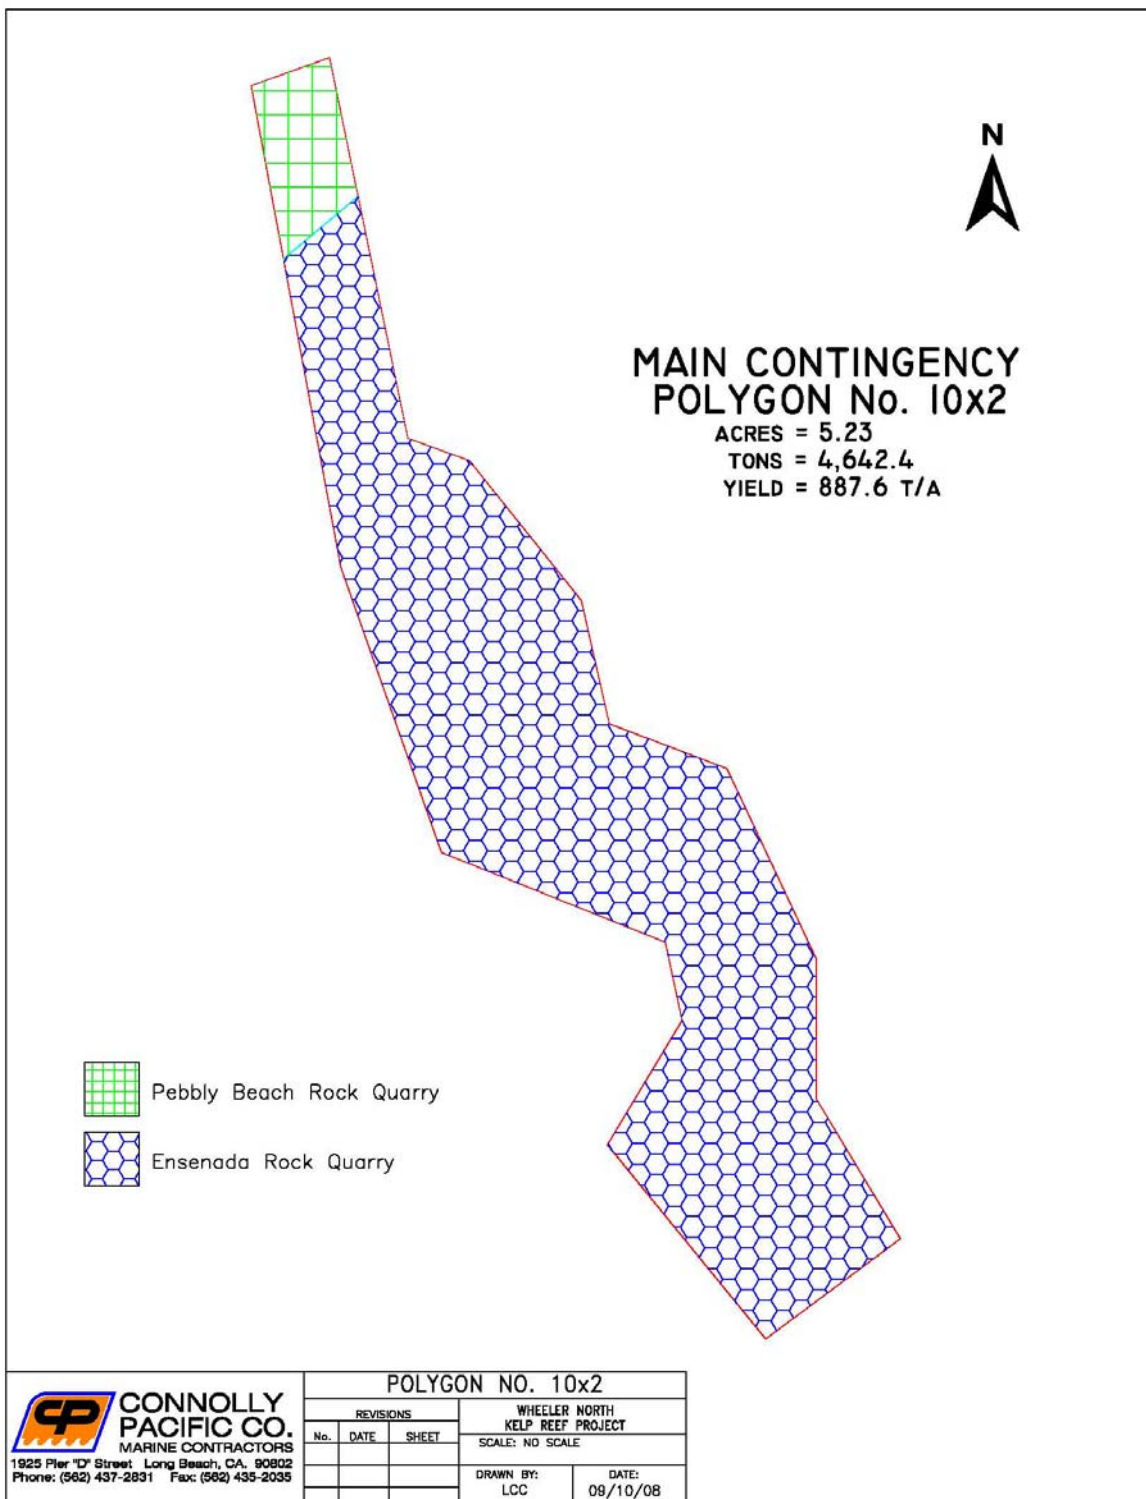 N
MAIN CONTINGENCY
POLYGON No. 10x2
ACRES = 5.23
TONS = 4,642.4
YIELD = 887.6 T/A
Pebbly Beach Rock Quarry
Ensenada Rock Quarry
CP
CONNOLLY
PACIFIC CO.
MARINE CONTRACTORS
1925 Pier "D" Street Long Beach, CA. 90802
Phone: (562) 437-2831 Fax: (562) 435-2035
POLYGON NO. 10x2
REVISIONS
No. DATE SHEET
WHEELER NORTH
KELP REEF PROJECT
SCALE: NO SCALE
DRAWN BY:
LCC
DATE:
09/10/08